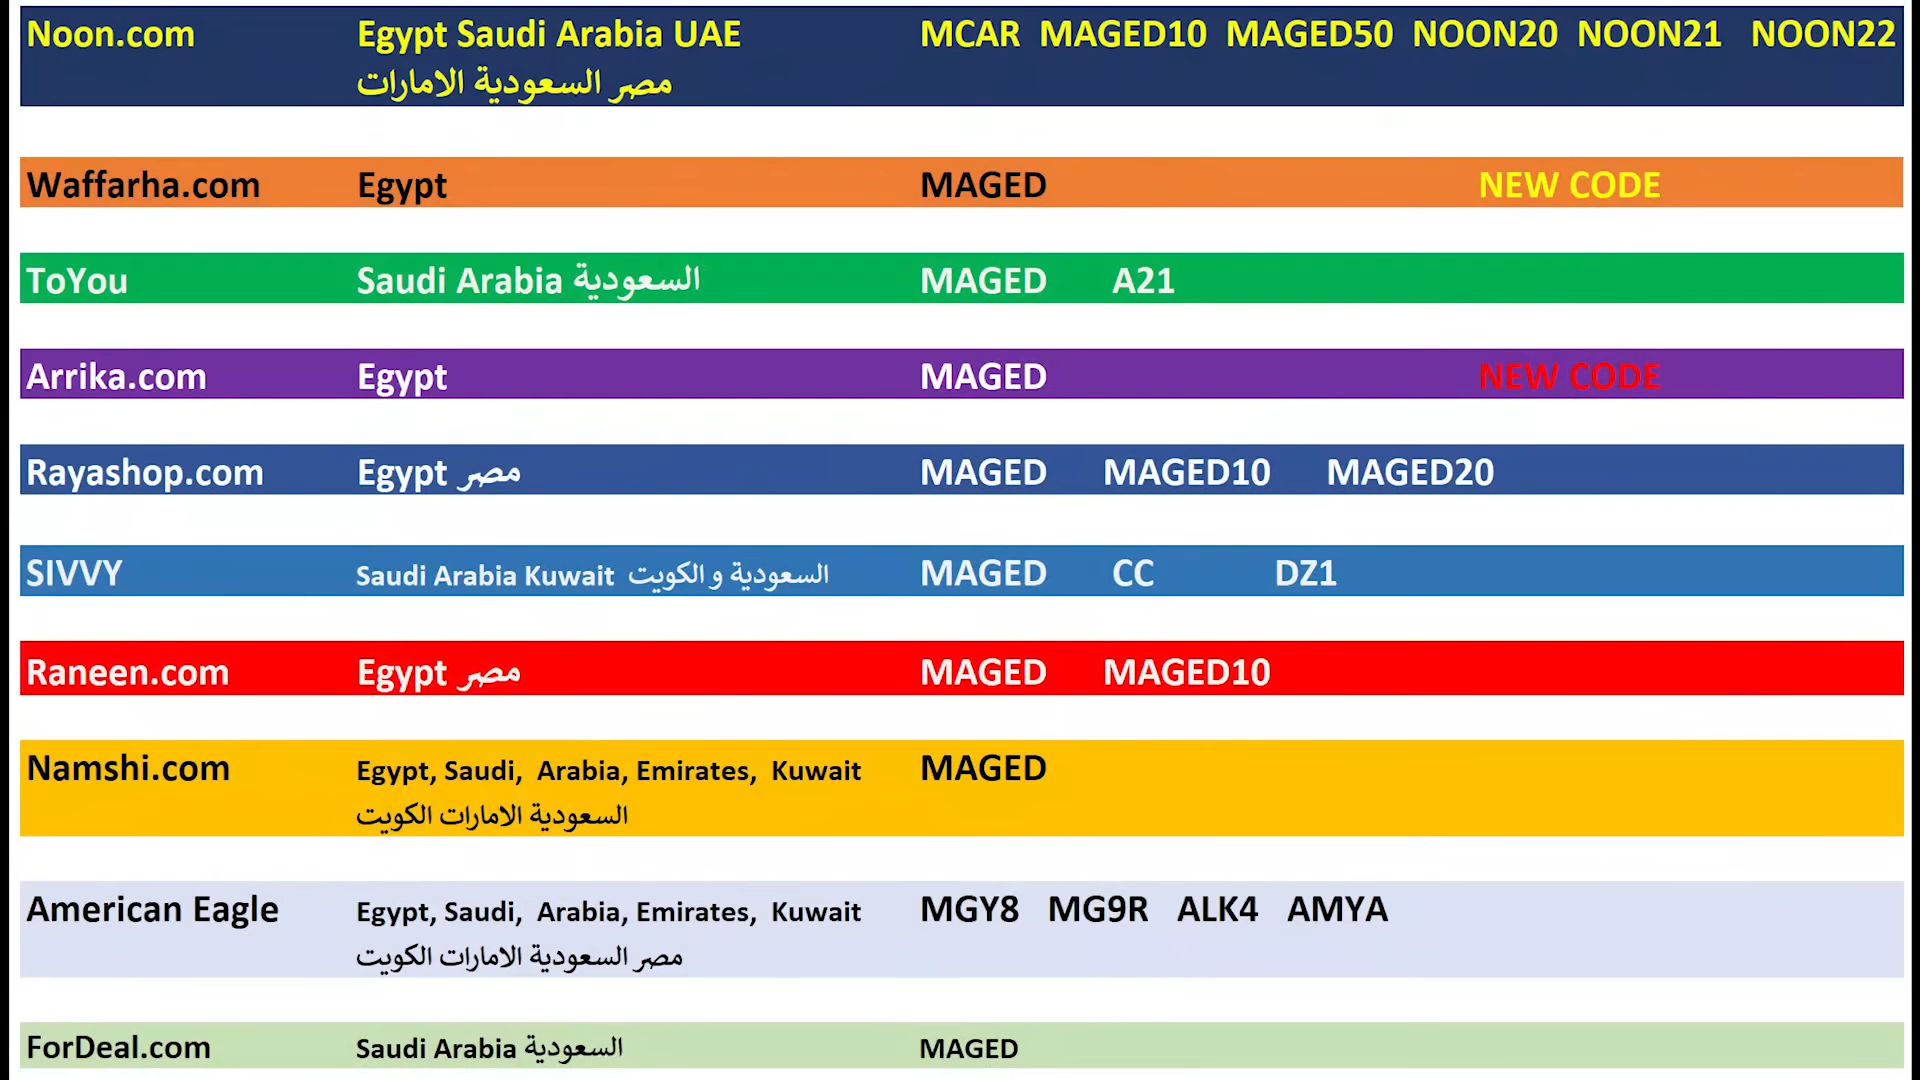 Noon.com Egypt Saudi Arabia UAE MCAR MAGED10 MAGED50 NOON20 NOON21 NOON22
مصر السعودية الامارات
Waffarha.com Egypt MAGED NEW CODE
ToYou Saudi Arabia السعودية MAGED A21
Arrika.com Egypt MAGED NEW CODE
Rayashop.com Egypt مصر MAGED MAGED10 MAGED20
SIVVY Saudi Arabia Kuwait السعودية و الكويت MAGED CC DZ1
Raneen.com Egypt مصر MAGED MAGED10
Namshi.com Egypt, Saudi, Arabia, Emirates, Kuwait MAGED
السعودية الامارات الكويت
American Eagle Egypt, Saudi, Arabia, Emirates, Kuwait MGY8 MG9R ALK4 AMYA
مصر السعودية الامارات الكويت
ForDeal.com Saudi Arabia السعودية MAGED